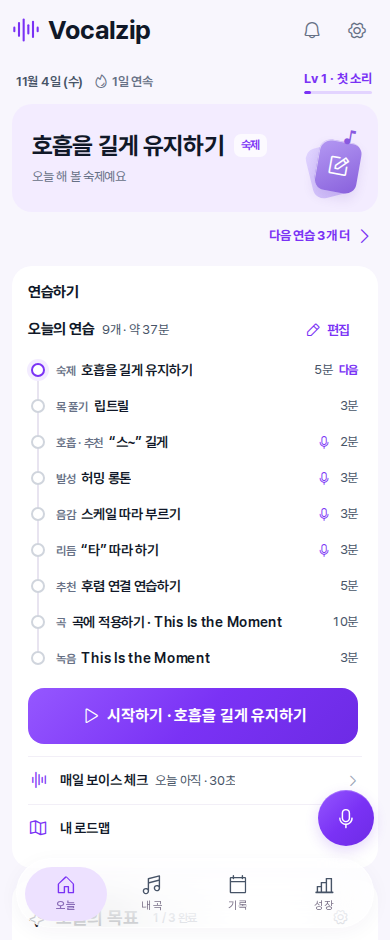 Vocalzip
11월 4일 (수) 1일 연속 Lv 1 · 첫 소리
호흡을 길게 유지하기 숙제
오늘 해 볼 숙제예요
다음 연습 3개 더
연습하기
오늘의 연습 9개 · 약 37분 편집
숙제 호흡을 길게 유지하기 5분 다음
목 풀기 립트릴 3분
호흡 · 추천 “스~” 길게 2분
발성 허밍 롱톤 3분
음감 스케일 따라 부르기 3분
리듬 “타” 따라 하기 3분
추천 후렴 연결 연습하기 5분
곡 곡에 적용하기 · This Is the Moment 10분
녹음 This Is the Moment 3분
시작하기 · 호흡을 길게 유지하기
매일 보이스 체크 오늘 아직 · 30초
내 로드맵
오늘의 목표 1 / 3 완료
오늘 내 곡 기록 성장